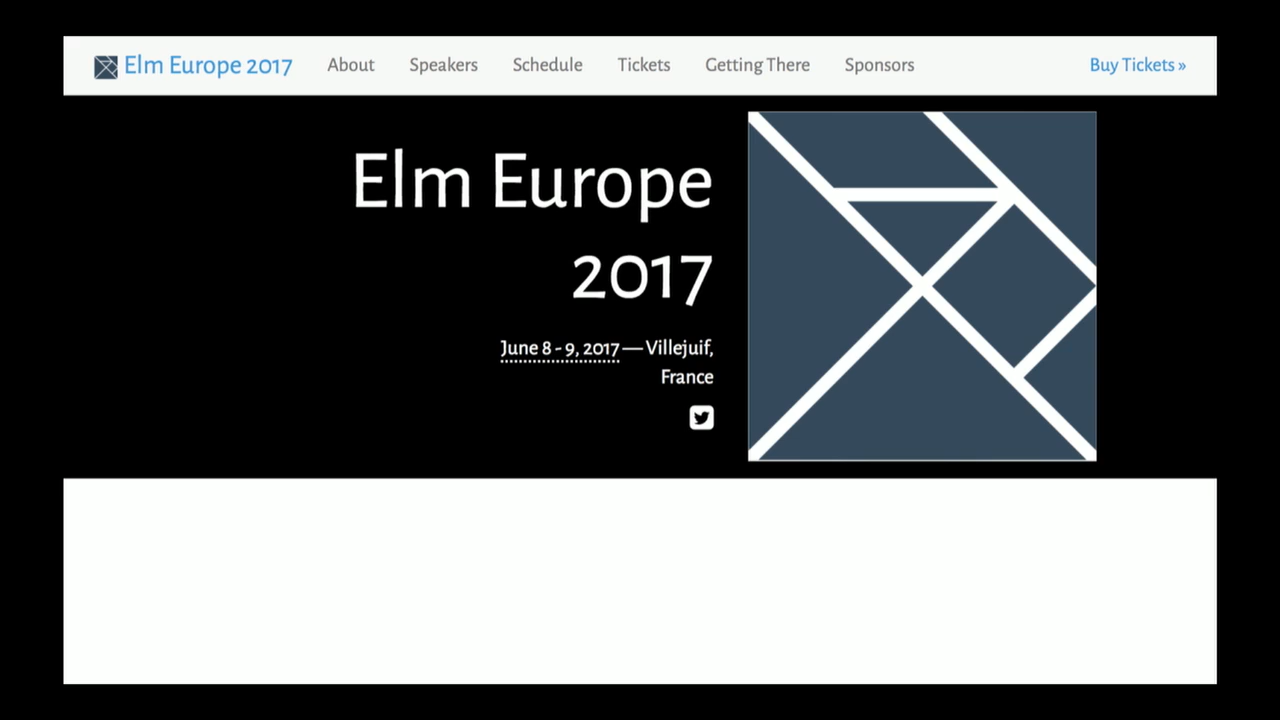 Elm Europe 2017 About Speakers Schedule Tickets Getting There Sponsors Buy Tickets »
Elm Europe
2017
June 8 - 9, 2017 — Villejuif,
France